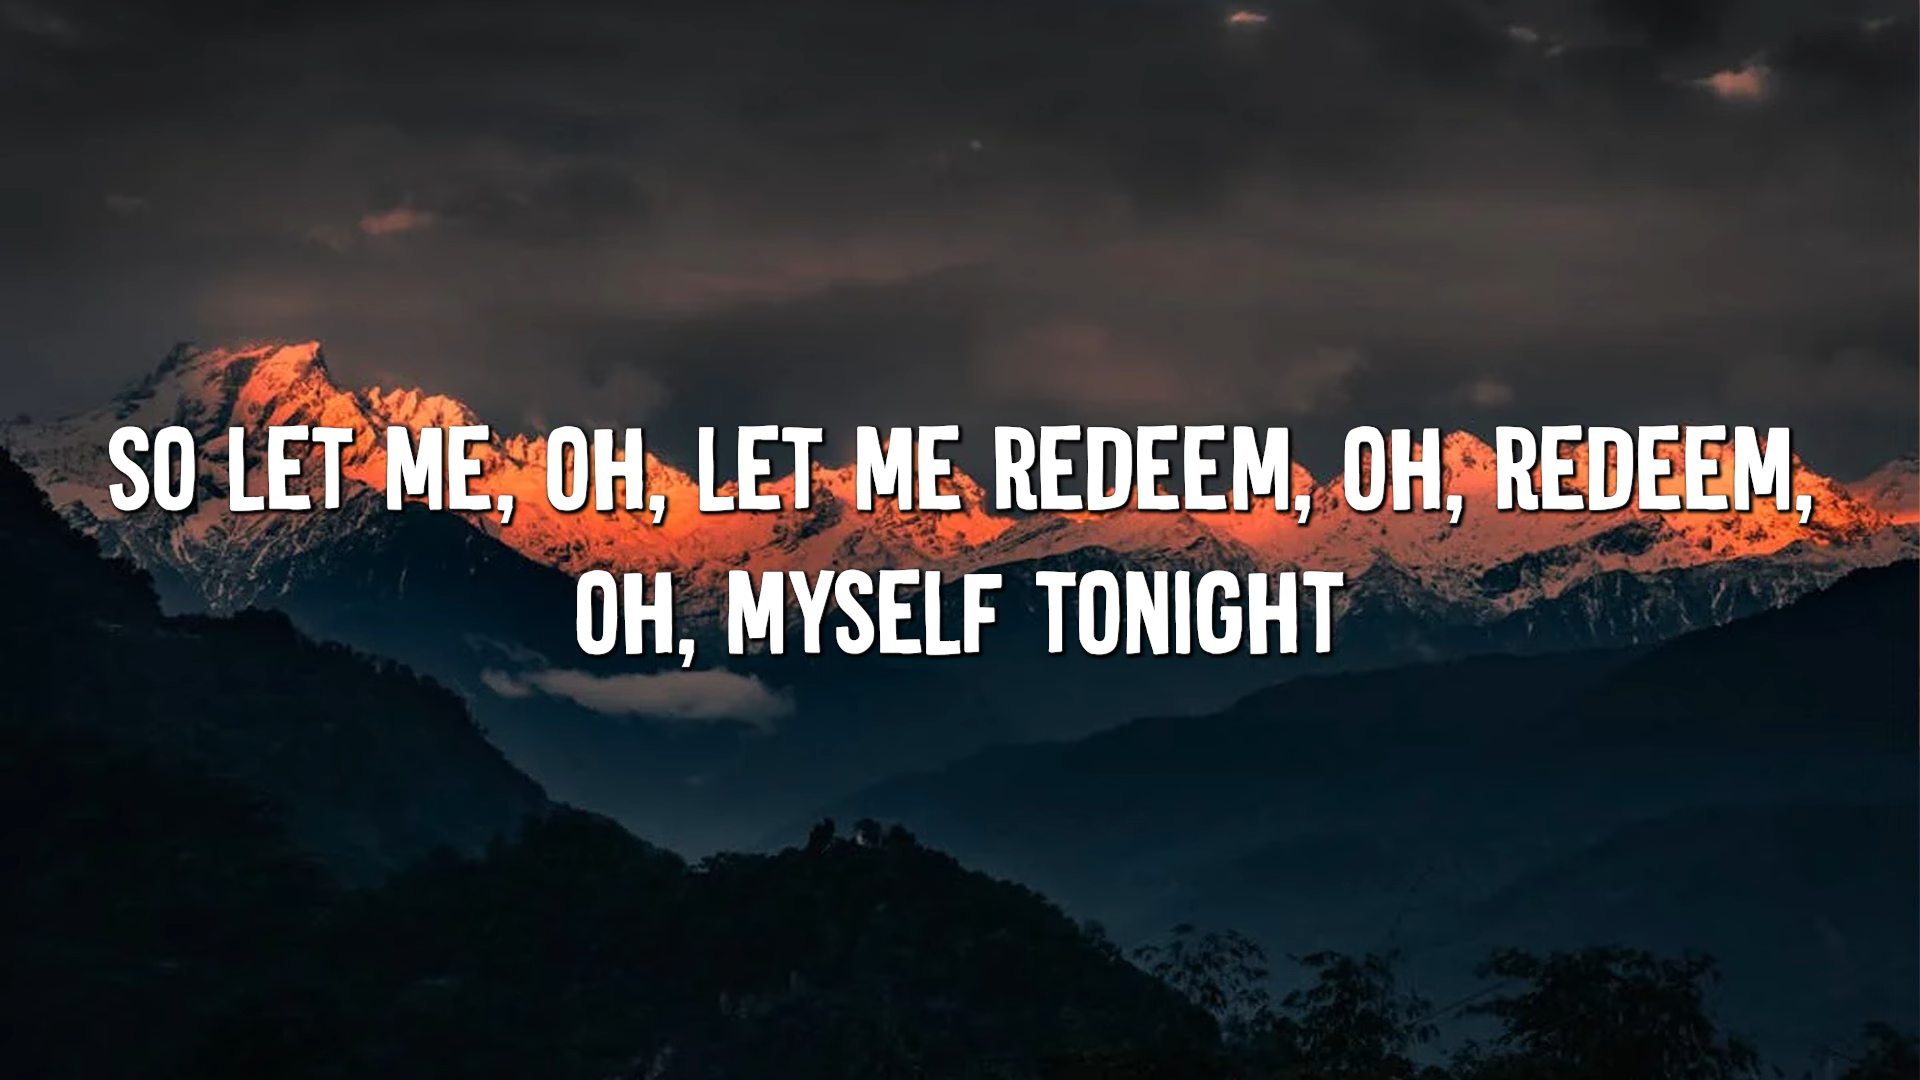 SO LET ME, OH, LET ME REDEEM, OH, REDEEM,
OH, MYSELF TONIGHT